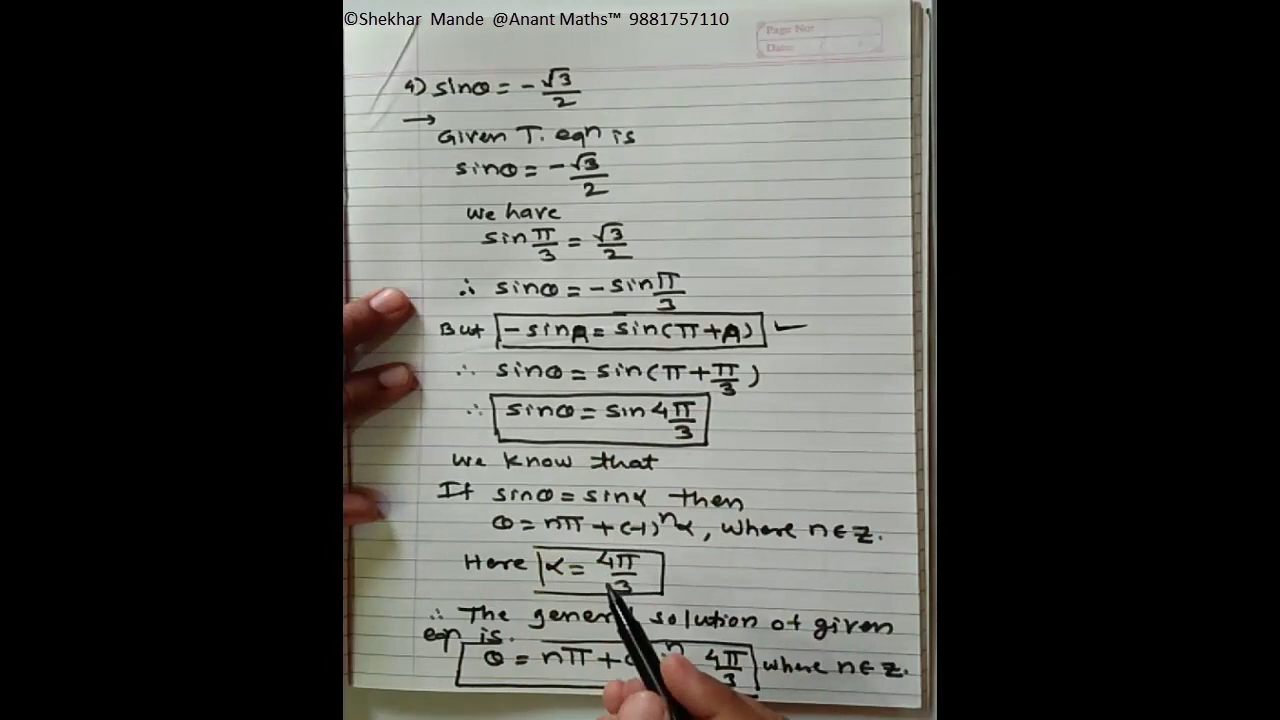 ©Shekhar Mande @Anant Maths™ 9881757110
Page No:
Date: / /
4) sinθ = -√3/2
→ Given T. eqn is
sinθ = -√3/2
we have
sin π/3 = √3/2
∴ sinθ = -sin π/3
But -sinA = sin(π+A)
∴ sinθ = sin(π+π/3)
∴ sinθ = sin 4π/3
we know that
If sinθ = sinα then
θ = nπ + (-1)ⁿα, where n∈Z.
Here α = 4π/3
∴ The general solution of given
eqn is.
θ = nπ + ( n 4π/3 where n∈Z.